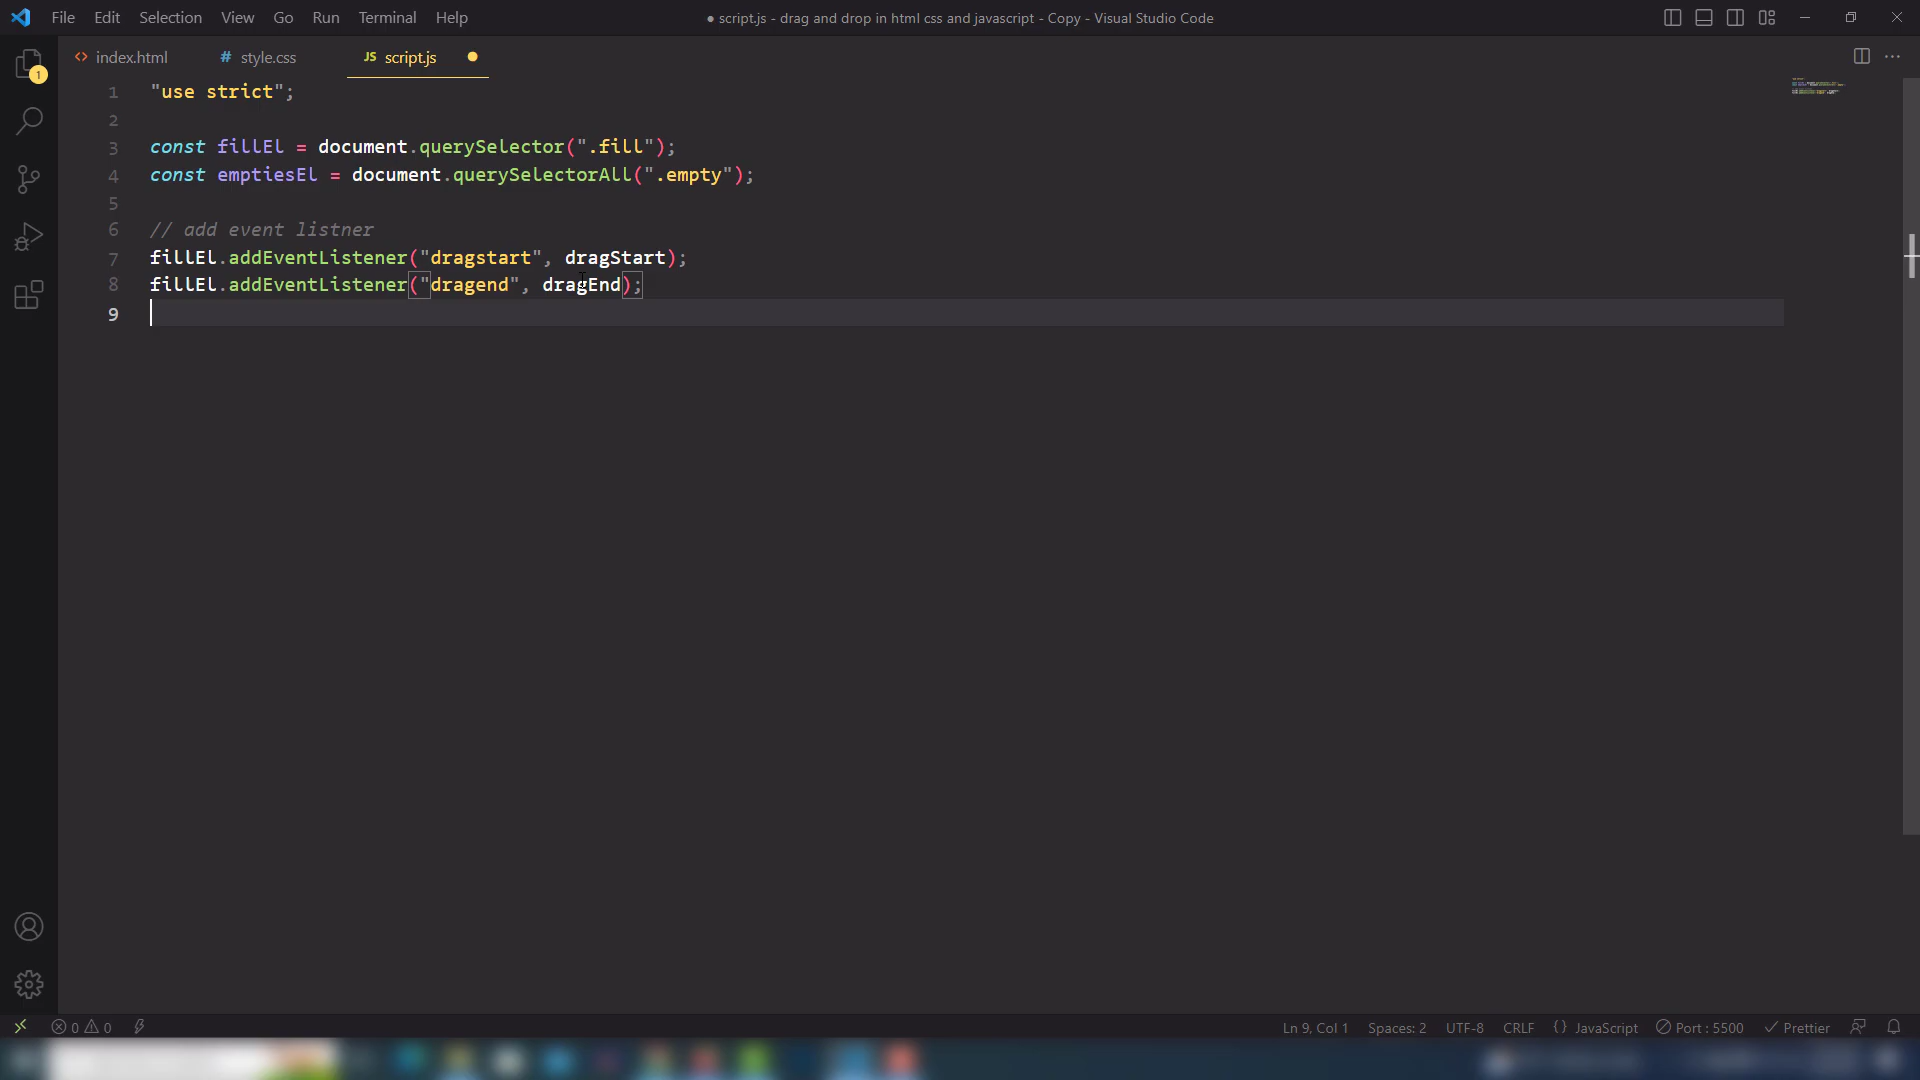 File Edit Selection View Go Run Terminal Help
● script.js - drag and drop in html css and javascript - Copy - Visual Studio Code
1
<> index.html
# style.css
JS script.js
1 "use strict";
2
3 const fillEl = document.querySelector(".fill");
4 const emptiesEl = document.querySelectorAll(".empty");
5
6 // add event listner
7 fillEl.addEventListener("dragstart", dragStart);
8 fillEl.addEventListener("dragend", dragEnd);
9
0 0
Ln 9, Col 1 Spaces: 2 UTF-8 CRLF {} JavaScript Port : 5500 Prettier